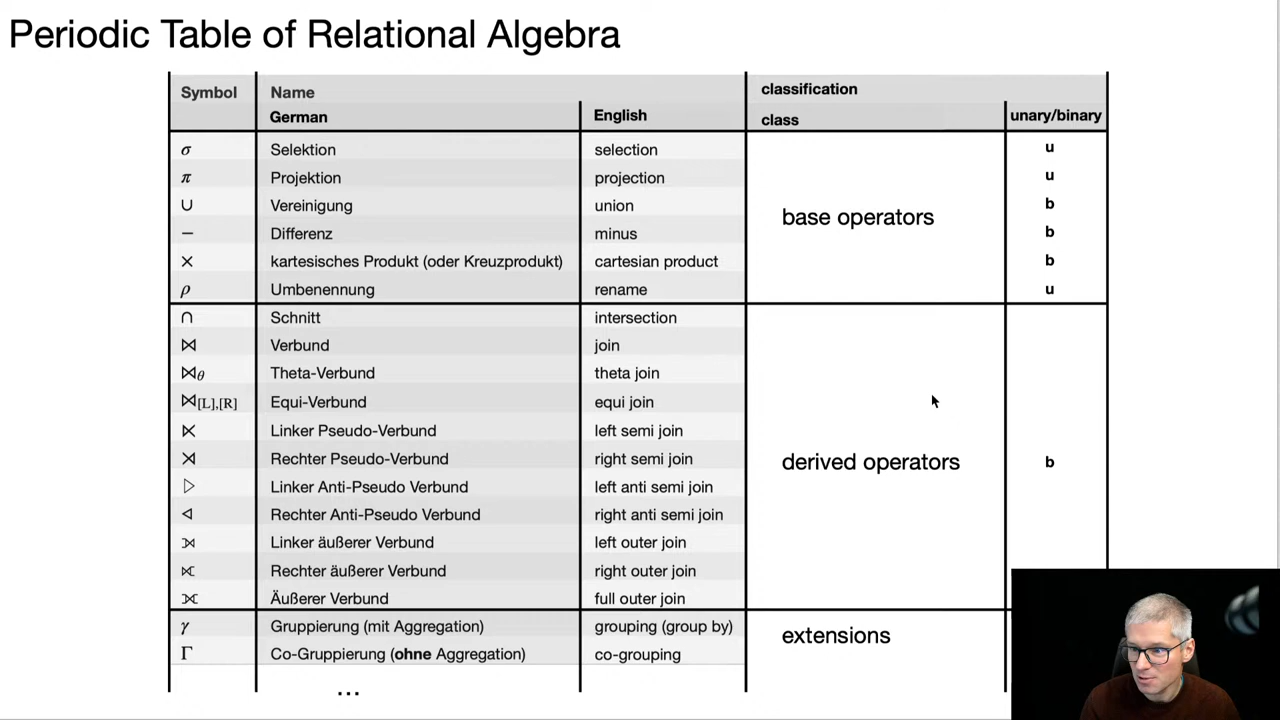 Periodic Table of Relational Algebra
Symbol Name classification
German English class unary/binary
σ Selektion selection u
π Projektion projection u
∪ Vereinigung union b
base operators
− Differenz minus b
× kartesisches Produkt (oder Kreuzprodukt) cartesian product b
ρ Umbenennung rename u
∩ Schnitt intersection
⋈ Verbund join
⋈θ Theta-Verbund theta join
⋈[L],[R] Equi-Verbund equi join
⋉ Linker Pseudo-Verbund left semi join
⋊ Rechter Pseudo-Verbund right semi join
derived operators b
▷ Linker Anti-Pseudo Verbund left anti semi join
◁ Rechter Anti-Pseudo Verbund right anti semi join
⟕ Linker äußerer Verbund left outer join
⟖ Rechter äußerer Verbund right outer join
⟗ Äußerer Verbund full outer join
γ Gruppierung (mit Aggregation) grouping (group by)
extensions
Γ Co-Gruppierung (ohne Aggregation) co-grouping
...